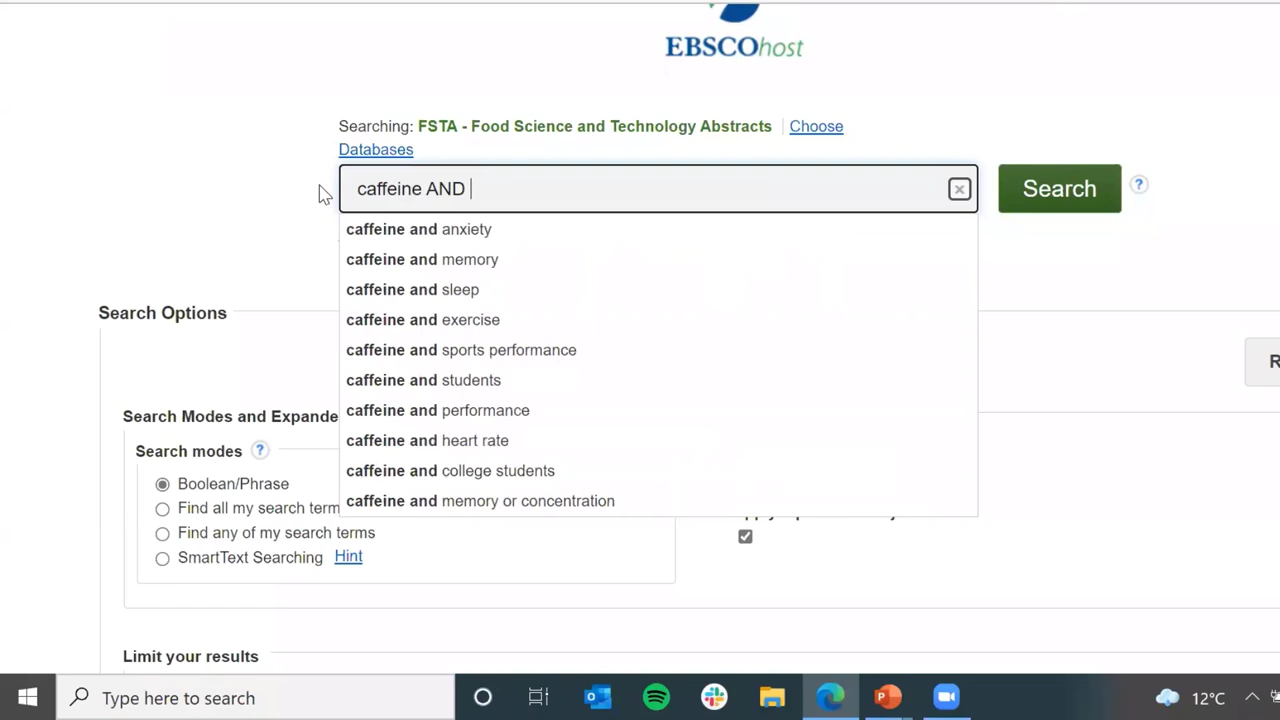 EBSCOhost
Searching: FSTA - Food Science and Technology Abstracts Choose
Databases
caffeine AND
Search
?
caffeine and anxiety
caffeine and memory
caffeine and sleep
caffeine and exercise
caffeine and sports performance
caffeine and students
caffeine and performance
caffeine and heart rate
caffeine and college students
caffeine and memory or concentration
Search Options
R
Search Modes and Expande
Search modes ?
Boolean/Phrase
Find all my search term
Find any of my search terms
SmartText Searching Hint
Limit your results
Type here to search
12°C